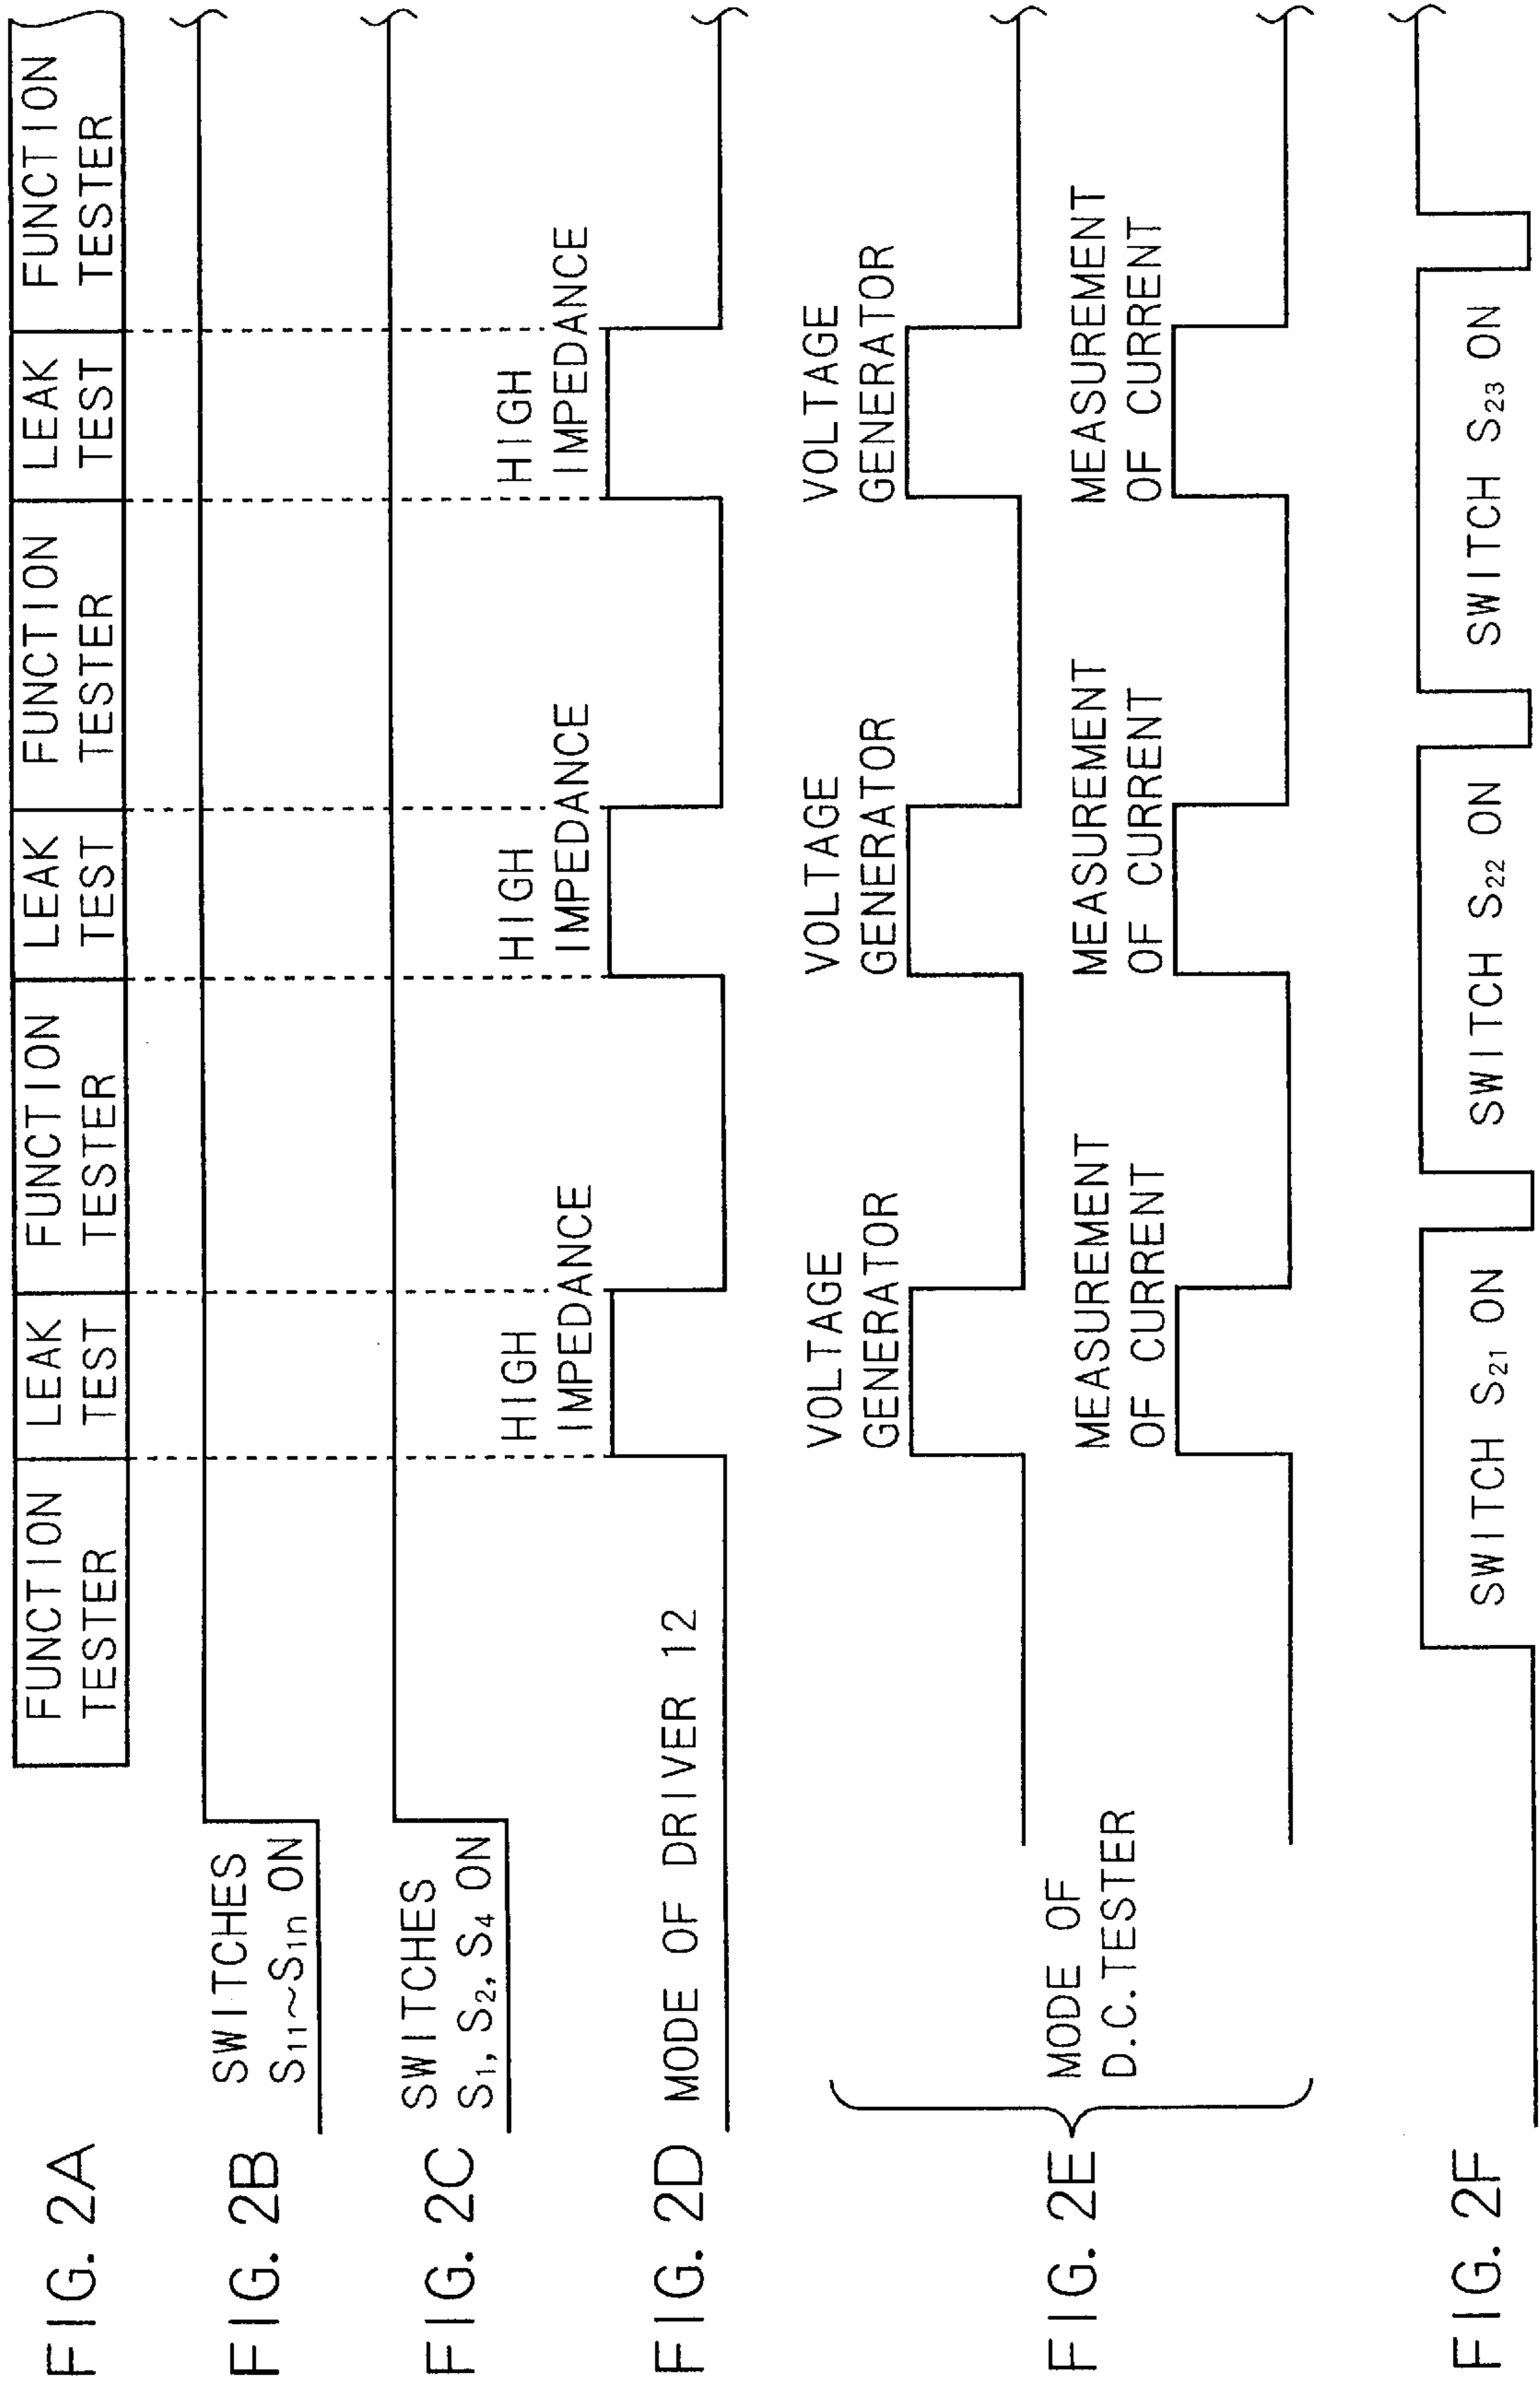 FIG. 2A
FUNCTION
TESTER
LEAK
TEST
FUNCTION
TESTER
LEAK
TEST
FUNCTION
TESTER
LEAK
TEST
FUNCTION
TESTER
FIG. 2B
SWITCHES
S11~S1n ON
FIG. 2C
SWITCHES
S1, S2, S4 ON
FIG. 2D
MODE OF DRIVER 12
HIGH
IMPEDANCE
HIGH
IMPEDANCE
HIGH
IMPEDANCE
FIG. 2E
MODE OF
D.C.TESTER
VOLTAGE
GENERATOR
VOLTAGE
GENERATOR
VOLTAGE
GENERATOR
MEASUREMENT
OF CURRENT
MEASUREMENT
OF CURRENT
MEASUREMENT
OF CURRENT
FIG. 2F
SWITCH S21 ON
SWITCH S22 ON
SWITCH S23 ON